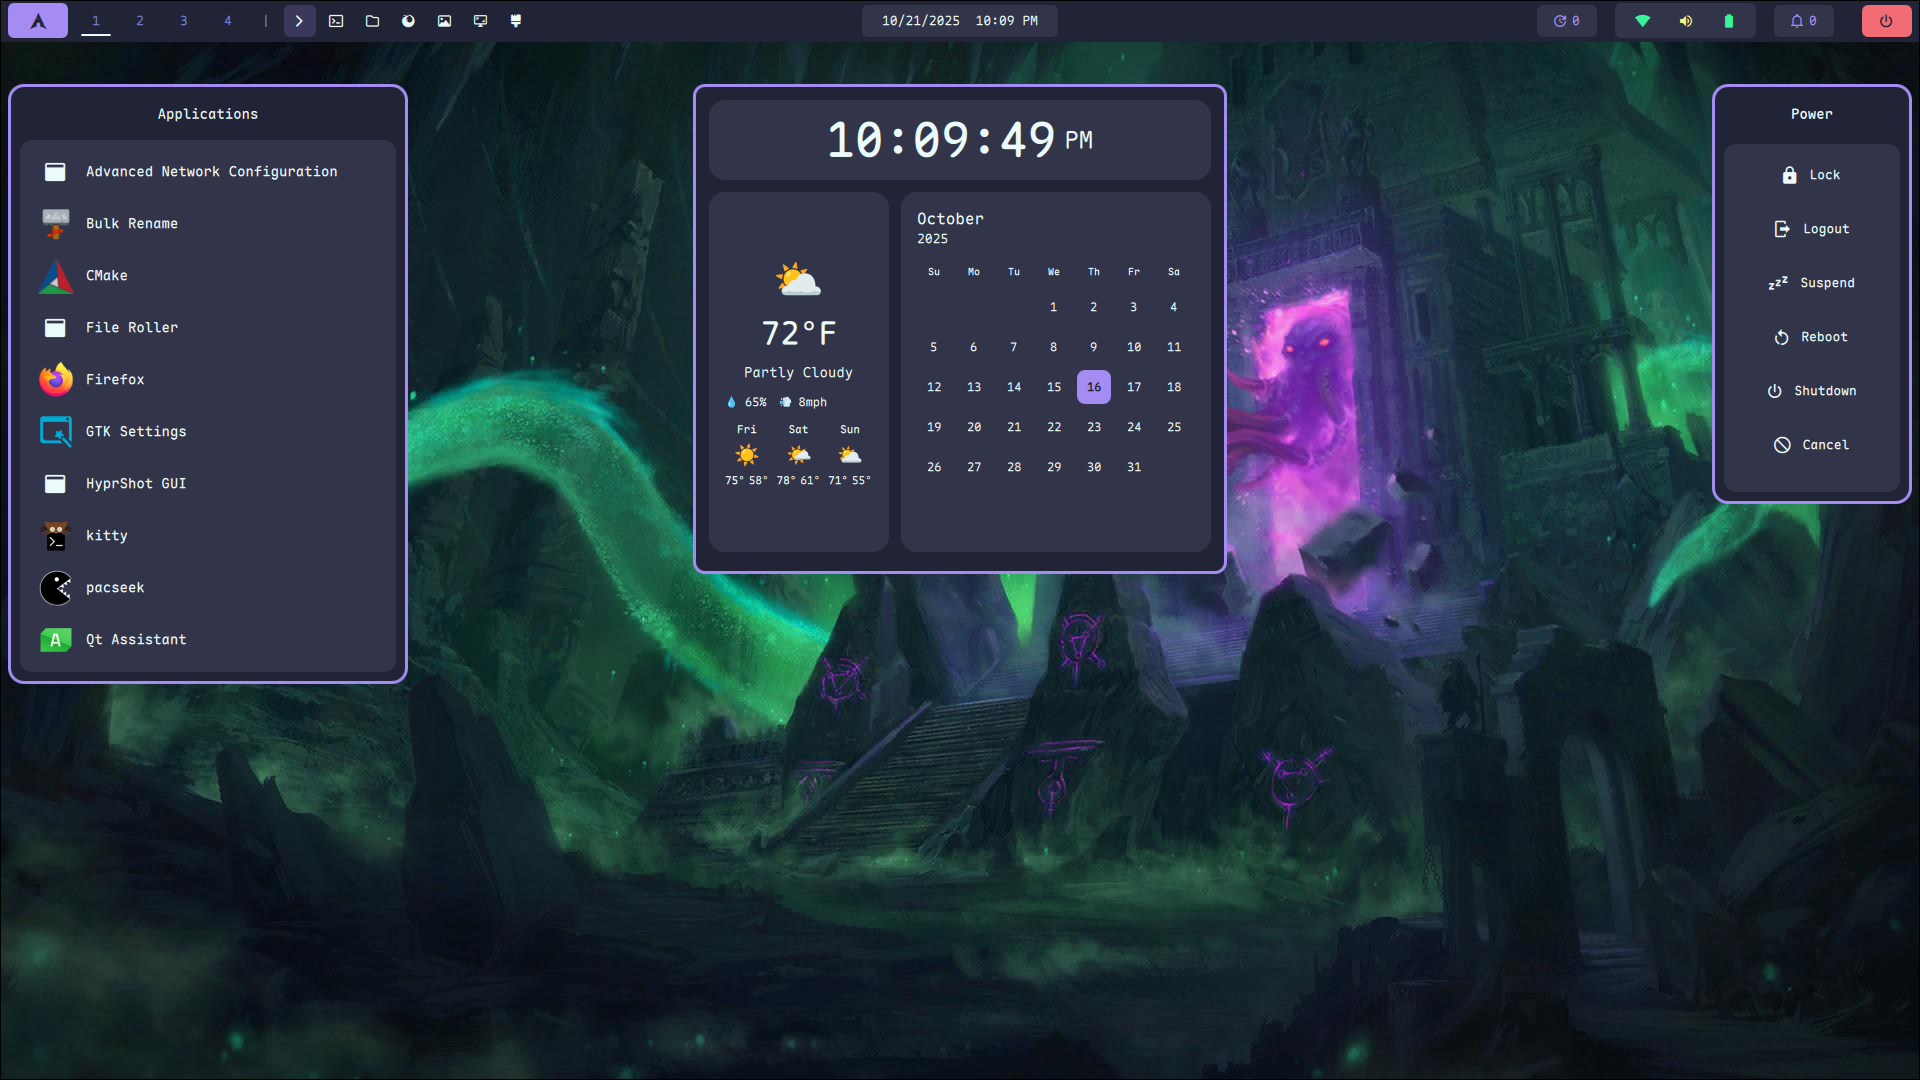 1 2 3 4 |
10/21/2025 10:09 PM
0
0
Applications
Advanced Network Configuration
Bulk Rename
CMake
File Roller
Firefox
GTK Settings
HyprShot GUI
kitty
pacseek
Qt Assistant
10:09:49 PM
72°F
Partly Cloudy
65% 8mph
Fri Sat Sun
75° 58° 78° 61° 71° 55°
October
2025
Su Mo Tu We Th Fr Sa
1 2 3 4
5 6 7 8 9 10 11
12 13 14 15 16 17 18
19 20 21 22 23 24 25
26 27 28 29 30 31
Power
Lock
Logout
zzz Suspend
Reboot
Shutdown
Cancel